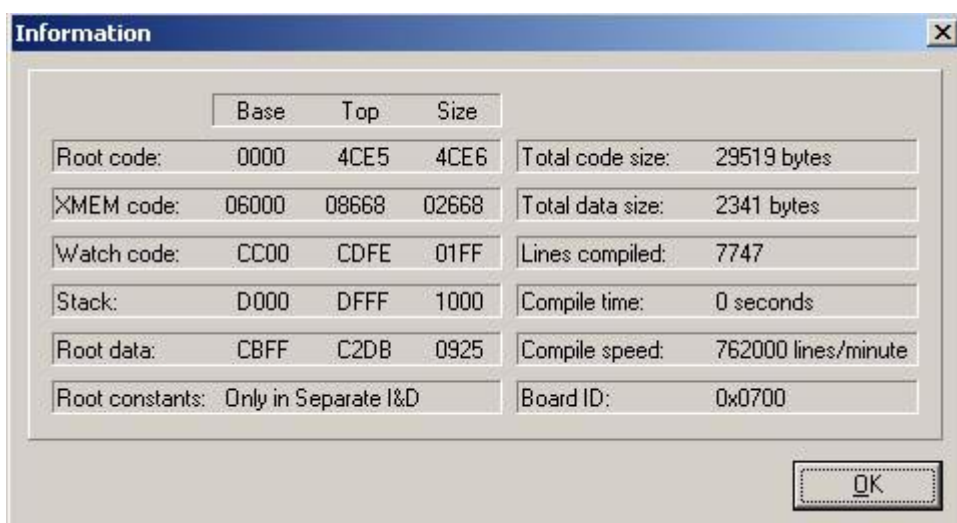 Information
Base Top Size
Root code: 0000 4CE5 4CE6 Total code size: 29519 bytes
XMEM code: 06000 08668 02668 Total data size: 2341 bytes
Watch code: CC00 CDFE 01FF Lines compiled: 7747
Stack: D000 DFFF 1000 Compile time: 0 seconds
Root data: CBFF C2DB 0925 Compile speed: 762000 lines/minute
Root constants: Only in Separate I&D Board ID: 0x0700
OK